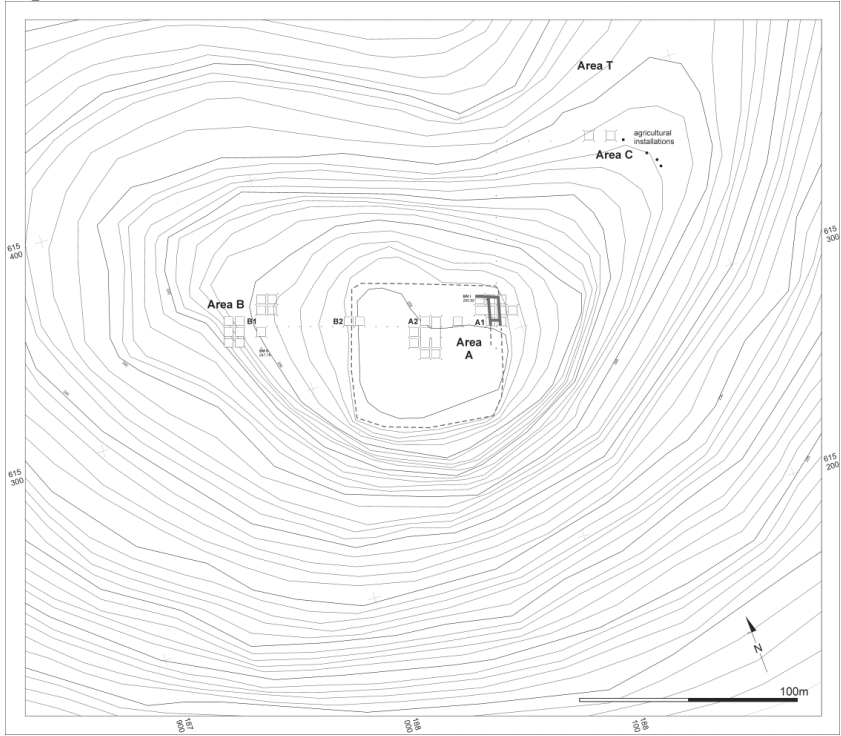 Area T
agricultural
installations
Area C
615
400
615
300
Area B
B1
B2
A2
A1
BM I
Area
A
615
300
615
200
N
100m
187
900
188
000
188
100